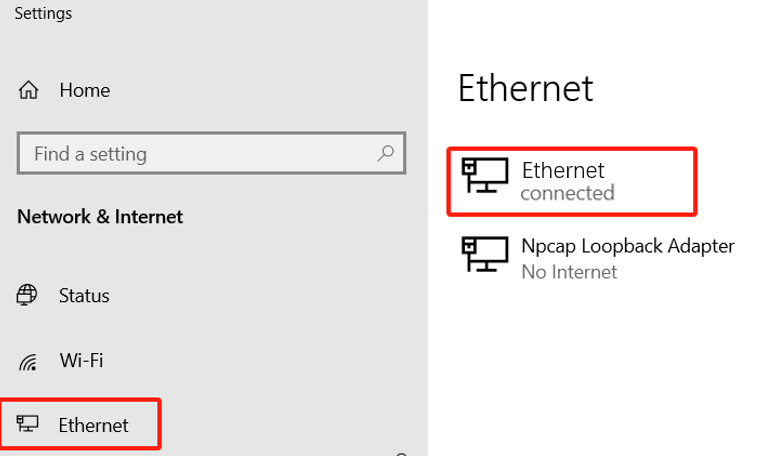 Settings
Home
Find a setting
Network & Internet
Status
Wi-Fi
Ethernet
Ethernet
Ethernet
connected
Npcap Loopback Adapter
No Internet